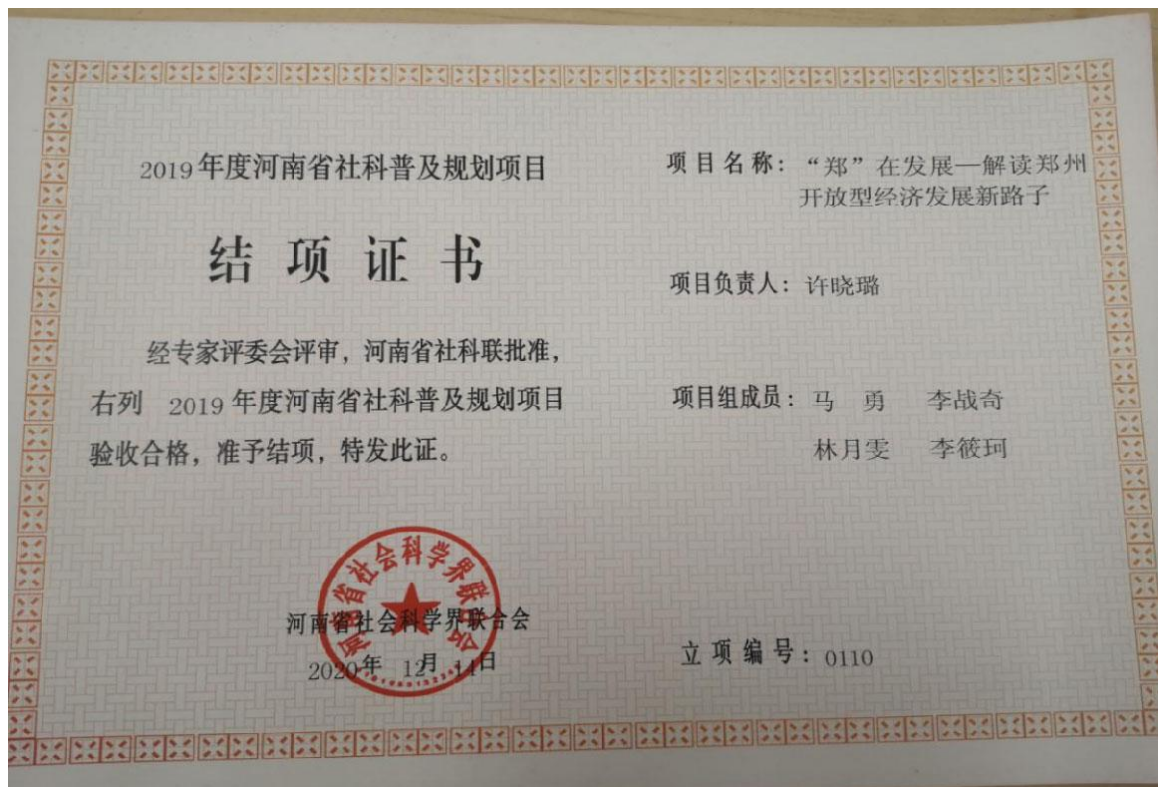 2019年度河南省社科普及规划项目
结项证书
经专家评委会评审，河南省社科联批准，
右列 2019 年度河南省社科普及规划项目
验收合格，准予结项，特发此证。
河南省社会科学界联合会
河南省社会科学界联合会
2020年 12月 14日
项目名称：“郑”在发展—解读郑州
开放型经济发展新路子
项目负责人：许晓璐
项目组成员：马 勇 李战奇
林月雯 李筱珂
立项编号：0110